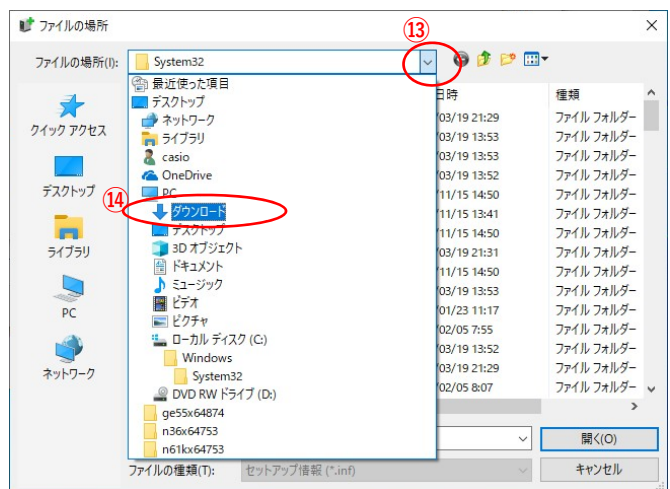 ファイルの場所
⑬
ファイルの場所(I):
System32
最近使った項目
デスクトップ
ネットワーク
ライブラリ
casio
OneDrive
PC
⑭
ダウンロード
デスクトップ
3D オブジェクト
ドキュメント
ミュージック
ビデオ
ピクチャ
ローカル ディスク (C:)
Windows
System32
DVD RW ドライブ (D:)
ge55x64874
n36x64753
n61kx64753
クイック アクセス
デスクトップ
ライブラリ
PC
ネットワーク
日時
種類
/03/19 21:29
ファイル フォルダー
/03/19 13:53
ファイル フォルダー
/03/19 13:53
ファイル フォルダー
/03/19 13:52
ファイル フォルダー
/11/15 14:50
ファイル フォルダー
/11/15 13:41
ファイル フォルダー
/11/15 14:50
ファイル フォルダー
/03/19 21:31
ファイル フォルダー
/11/15 14:50
ファイル フォルダー
/03/19 13:53
ファイル フォルダー
/01/23 11:17
ファイル フォルダー
/02/05 7:55
ファイル フォルダー
/03/19 13:52
ファイル フォルダー
/03/19 21:29
ファイル フォルダー
/02/05 8:07
ファイル フォルダー
開く(O)
ファイルの種類(T):
セットアップ情報 (*.inf)
キャンセル